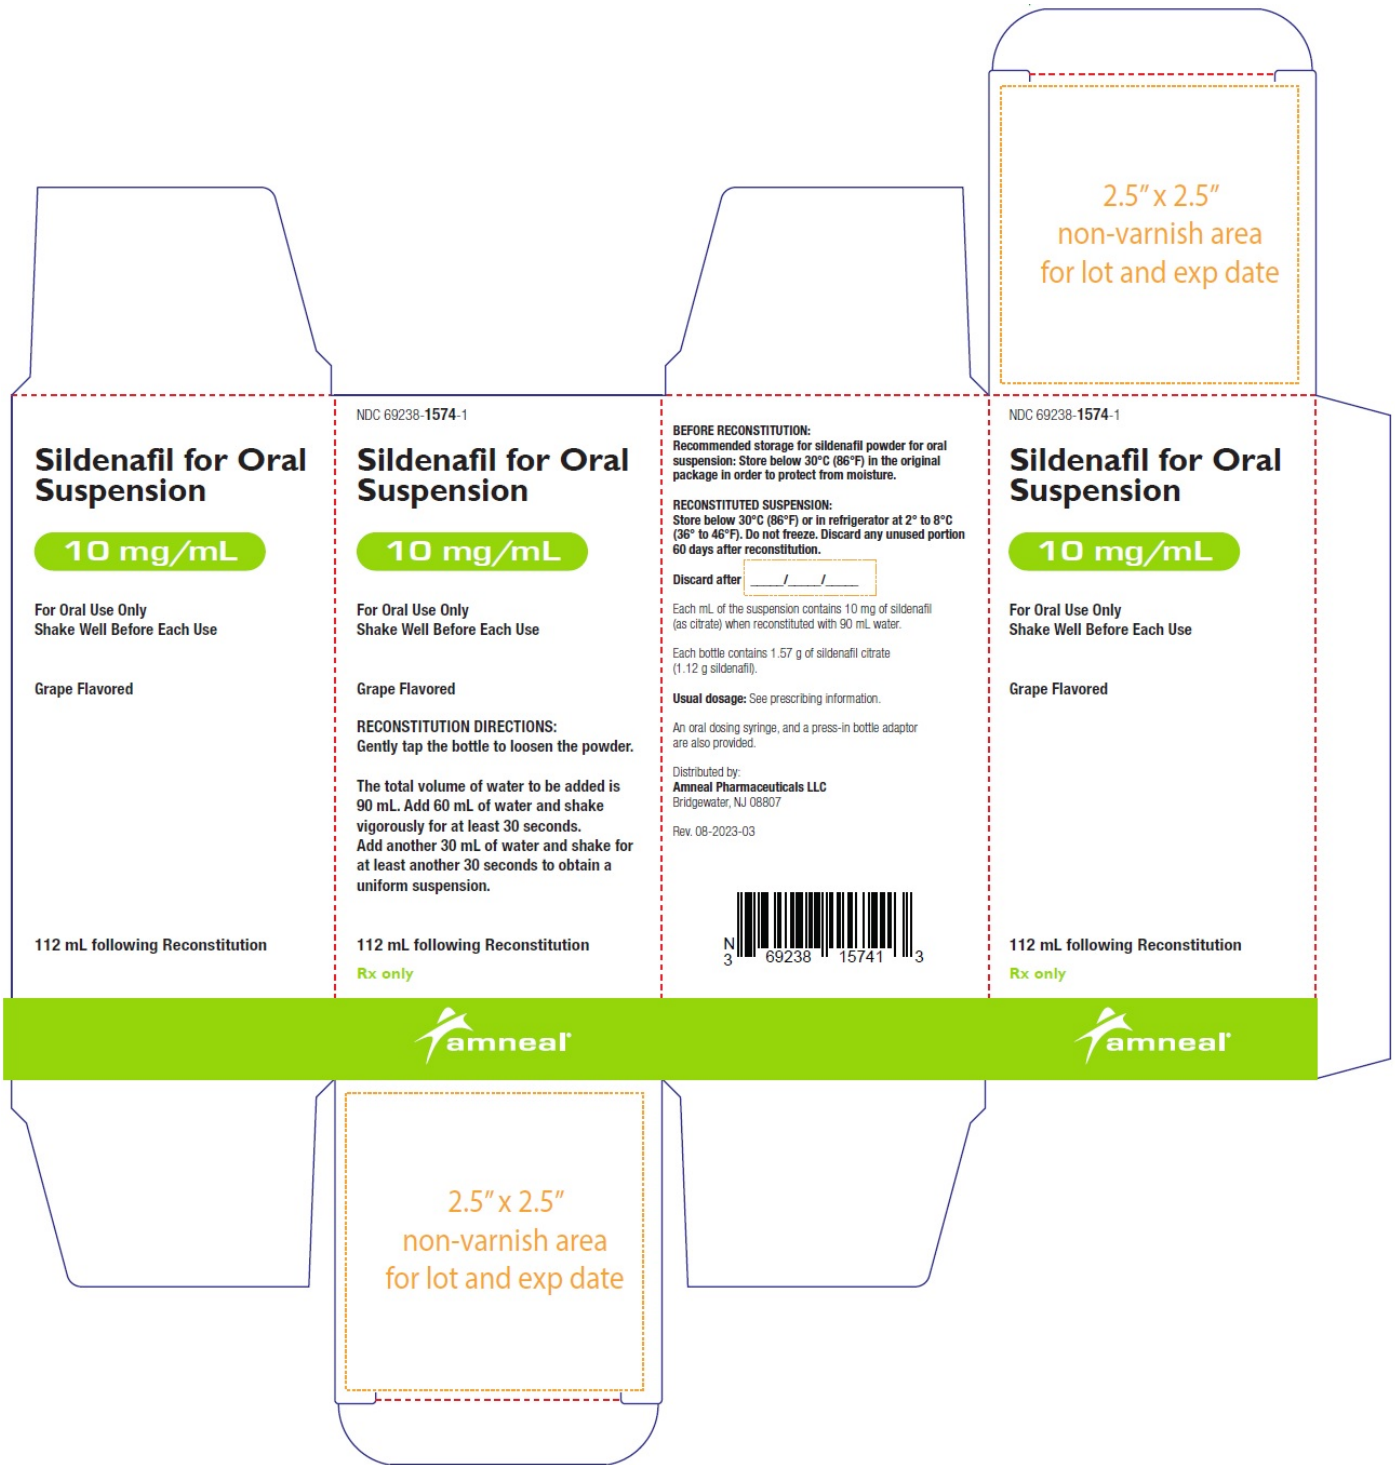 2.5" x 2.5"
non-varnish area
for lot and exp date
Sildenafil for Oral
Suspension
10 mg/mL
For Oral Use Only
Shake Well Before Each Use
Grape Flavored
112 mL following Reconstitution
NDC 69238-1574-1
Sildenafil for Oral
Suspension
10 mg/mL
For Oral Use Only
Shake Well Before Each Use
Grape Flavored
RECONSTITUTION DIRECTIONS:
Gently tap the bottle to loosen the powder.
The total volume of water to be added is
90 mL. Add 60 mL of water and shake
vigorously for at least 30 seconds.
Add another 30 mL of water and shake for
at least another 30 seconds to obtain a
uniform suspension.
112 mL following Reconstitution
Rx only
amneal®
BEFORE RECONSTITUTION:
Recommended storage for sildenafil powder for oral
suspension: Store below 30°C (86°F) in the original
package in order to protect from moisture.
RECONSTITUTED SUSPENSION:
Store below 30°C (86°F) or in refrigerator at 2° to 8°C
(36° to 46°F). Do not freeze. Discard any unused portion
60 days after reconstitution.
Discard after _____/_____/_____
Each mL of the suspension contains 10 mg of sildenafil
(as citrate) when reconstituted with 90 mL water.
Each bottle contains 1.57 g of sildenafil citrate
(1.12 g sildenafil).
Usual dosage: See prescribing information.
An oral dosing syringe, and a press-in bottle adaptor
are also provided.
Distributed by:
Amneal Pharmaceuticals LLC
Bridgewater, NJ 08807
Rev. 08-2023-03
N
3 69238 15741 3
NDC 69238-1574-1
Sildenafil for Oral
Suspension
10 mg/mL
For Oral Use Only
Shake Well Before Each Use
Grape Flavored
112 mL following Reconstitution
Rx only
amneal®
2.5" x 2.5"
non-varnish area
for lot and exp date